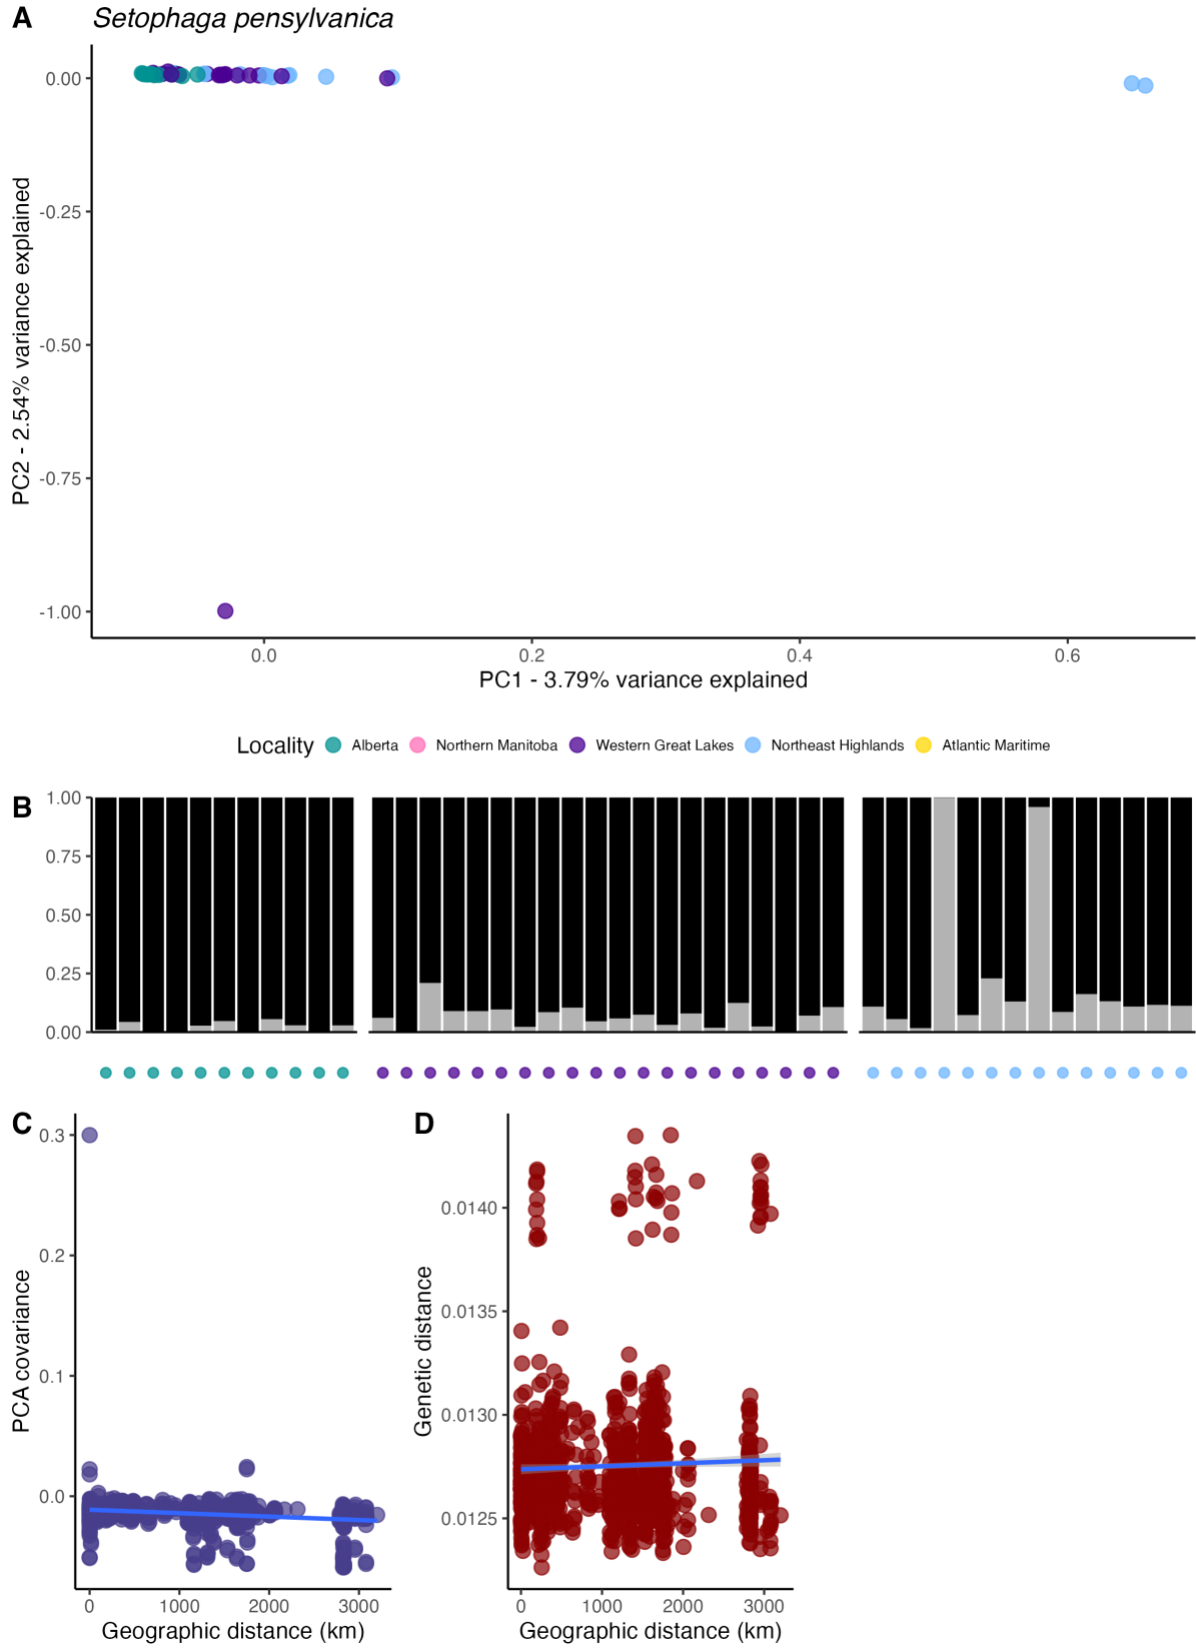 A
Setophaga pensylvanica
PC2 - 2.54% variance explained
0.00
-0.25
-0.50
-0.75
-1.00
0.0 0.2 0.4 0.6
PC1 - 3.79% variance explained
Locality Alberta Northern Manitoba Western Great Lakes Northeast Highlands Atlantic Maritime
B
1.00
0.75
0.50
0.25
0.00
C
PCA covariance
0.3
0.2
0.1
0.0
0 1000 2000 3000
Geographic distance (km)
D
Genetic distance
0.0140
0.0135
0.0130
0.0125
0 1000 2000 3000
Geographic distance (km)